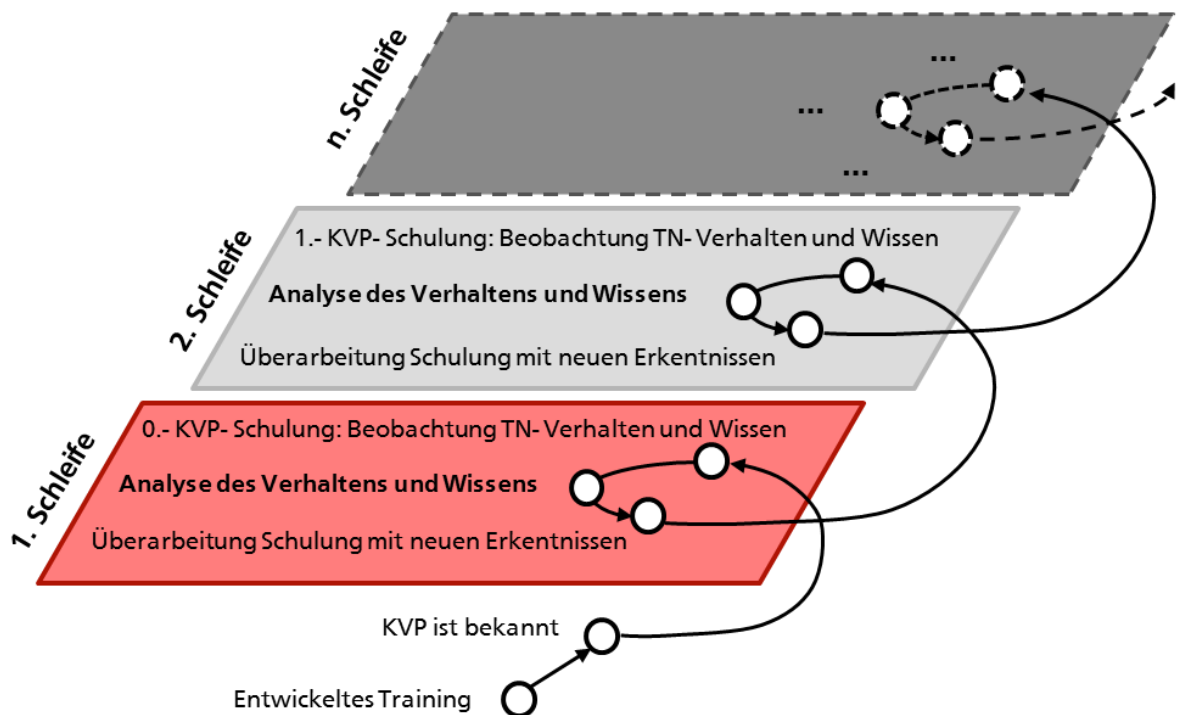 n. Schleife
...
...
...
2. Schleife
1.- KVP- Schulung: Beobachtung TN- Verhalten und Wissen
Analyse des Verhaltens und Wissens
Überarbeitung Schulung mit neuen Erkentnissen
1. Schleife
0.- KVP- Schulung: Beobachtung TN- Verhalten und Wissen
Analyse des Verhaltens und Wissens
Überarbeitung Schulung mit neuen Erkentnissen
KVP ist bekannt
Entwickeltes Training